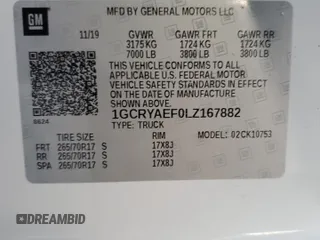 GM
MFD BY GENERAL MOTORS LLC
11/19 GVWR GAWR FRT GAWR RR
3175 KG 1724 KG 1724 KG
7000 LB 3800 LB 3800 LB
THIS VEHICLE CONFORMS TO ALL
APPLICABLE U.S. FEDERAL MOTOR
VEHICLE SAFETY STANDARDS IN
EFFECT ON THE DATE OF
MANUFACTURE SHOWN ABOVE.
1GCRYAEF0LZ167882
8624 TYPE: TRUCK
MODEL: 02CK10753
TIRE SIZE RIM
FRT 265/70R17 S 17X8J
RR 265/70R17 S 17X8J
SPA 265/70R17 S 17X8J
DREAMBID